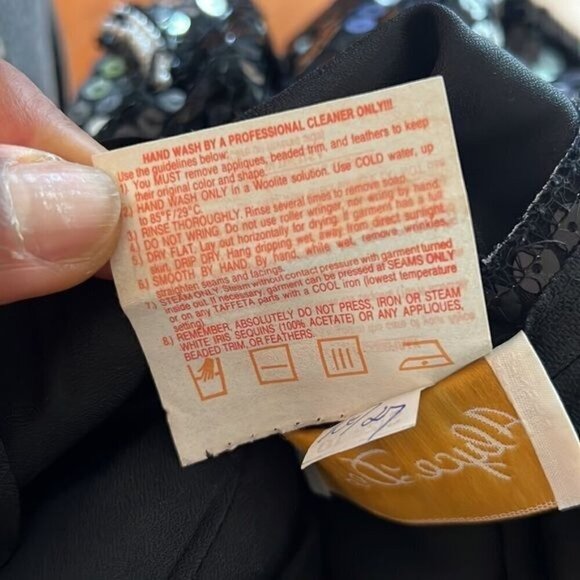 HAND WASH BY A PROFESSIONAL CLEANER ONLY!!!
Use the guidelines below:
1) You MUST remove appliques, beaded trim, and feathers to keep
their original color and shape.
2) HAND WASH ONLY in a Woolite solution. Use COLD water, up
to 85°F/29°C
3) RINSE THOROUGHLY. Rinse several times to remove soap.
4) DO NOT WRING. Do not use roller wringer, nor wring by hand.
5) DRY FLAT. Lay out horizontally for drying. If garment has a full
skirt, DRIP DRY. Hang dripping wet, away from direct sunlight.
6) SMOOTH BY HAND. By hand, while wet, remove wrinkles,
straighten seams and facings.
7) STEAM ONLY. Steam without contact pressure with garment turned
inside out. If necessary garment can be pressed at SEAMS ONLY
or on any TAFFETA parts with a COOL iron (lowest temperature
setting).
8) REMEMBER, ABSOLUTELY DO NOT PRESS, IRON OR STEAM
WHITE IRIS SEQUINS (100% ACETATE) OR ANY APPLIQUES,
BEADED TRIM, OR FEATHERS.
Alyce